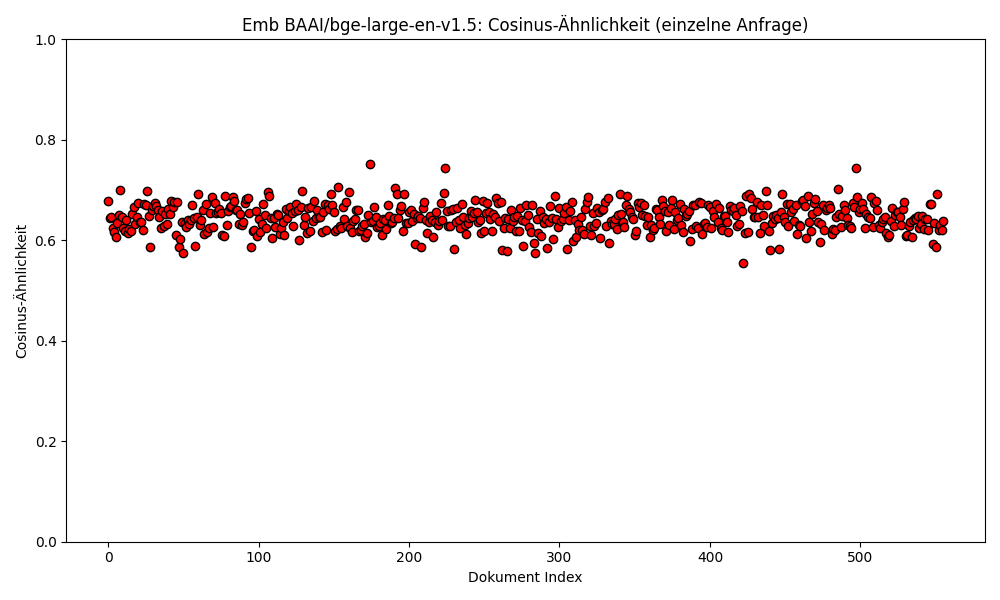 Emb BAAI/bge-large-en-v1.5: Cosinus-Ähnlichkeit (einzelne Anfrage)
1.0
0.8
0.6
0.4
0.2
0.0
Cosinus-Ähnlichkeit
0 100 200 300 400 500
Dokument Index